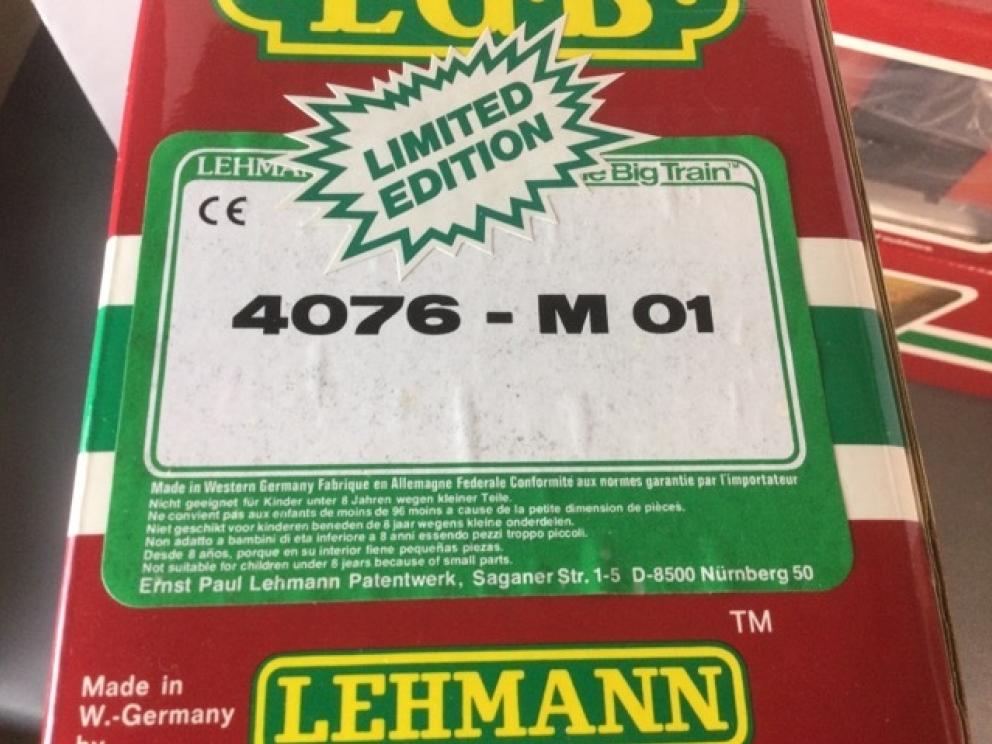 L.G.B.
LIMITED
EDITION
Big Train™
CE
4076 - M 01
Made in Western Germany Fabrique en Allemagne Federale Conformité aux normes garantie par l'importateur
Nicht geeignet für Kinder unter 8 Jahren wegen kleiner Teile.
Ne convient pas aux enfants de moins de 96 moins a cause de la petite dimension de pièces.
Niet geschikt voor kinderen beneden de 8 jaar wegens kleine onderdelen.
Non adatto a bambini di eta inferiore a 8 anni essendo pezzi troppo piccoli.
Desde 8 años, porque en su interior tiene pequeñas piezas.
Not suitable for children under 8 years because of small parts.
Ernst Paul Lehmann Patentwerk, Saganer Str. 1-5 D-8500 Nürnberg 50
TM
Made in
W.-Germany
by
LEHMANN